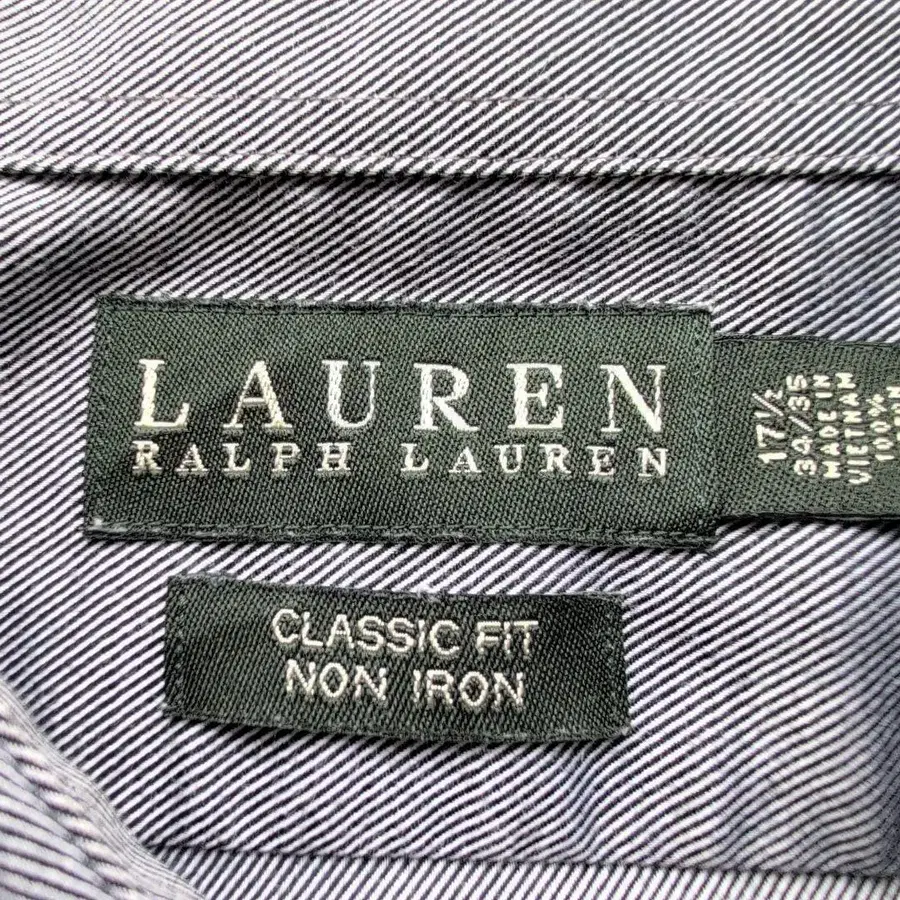 LAUREN
RALPH LAUREN
17½
34/35
MADE IN
VIETNAM
100%
CLASSIC FIT
NON IRON